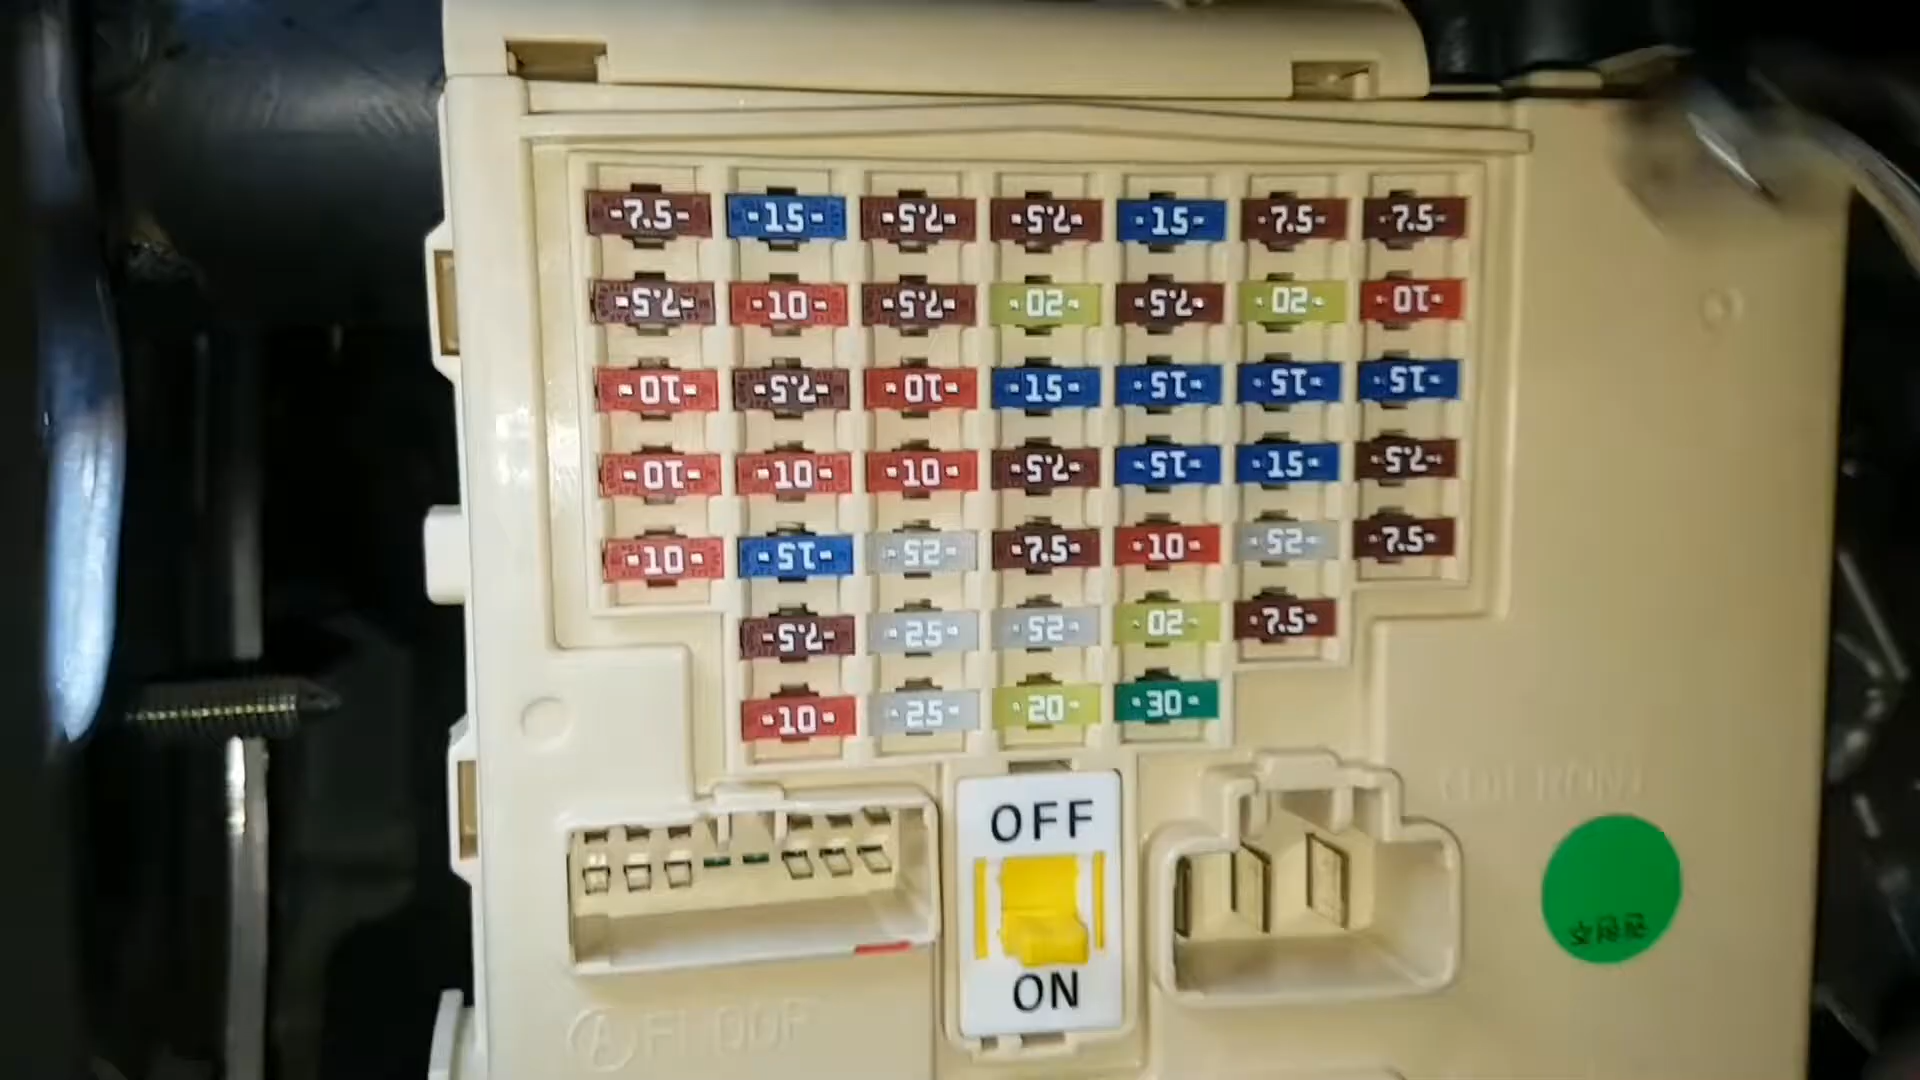 -7.5- -15- -7.5- -7.5- -15- -7.5- -7.5-
-7.5- -10- -7.5- -20- -7.5- -20- -10-
-10- -7.5- -10- -15- -15- -15- -15-
-10- -10- -10- -7.5- -15- -15- -7.5-
-10- -15- -25- -7.5- -10- -25- -7.5-
-7.5- -25- -25- -20- -7.5-
-10- -25- -20- -30-
OFF
ON